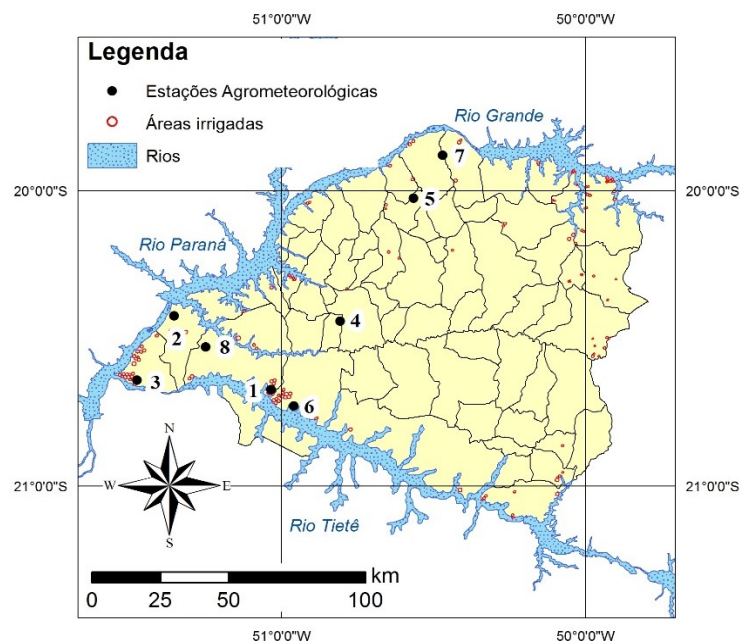 51°0'0"W
50°0'0"W
Legenda
Estações Agrometeorológicas
Áreas irrigadas
Rios
Rio Grande
7
20°0'0"S
20°0'0"S
5
Rio Paraná
2
4
8
3
1
6
N
W
E
S
21°0'0"S
21°0'0"S
Rio Tietê
km
0
25
50
100
51°0'0"W
50°0'0"W